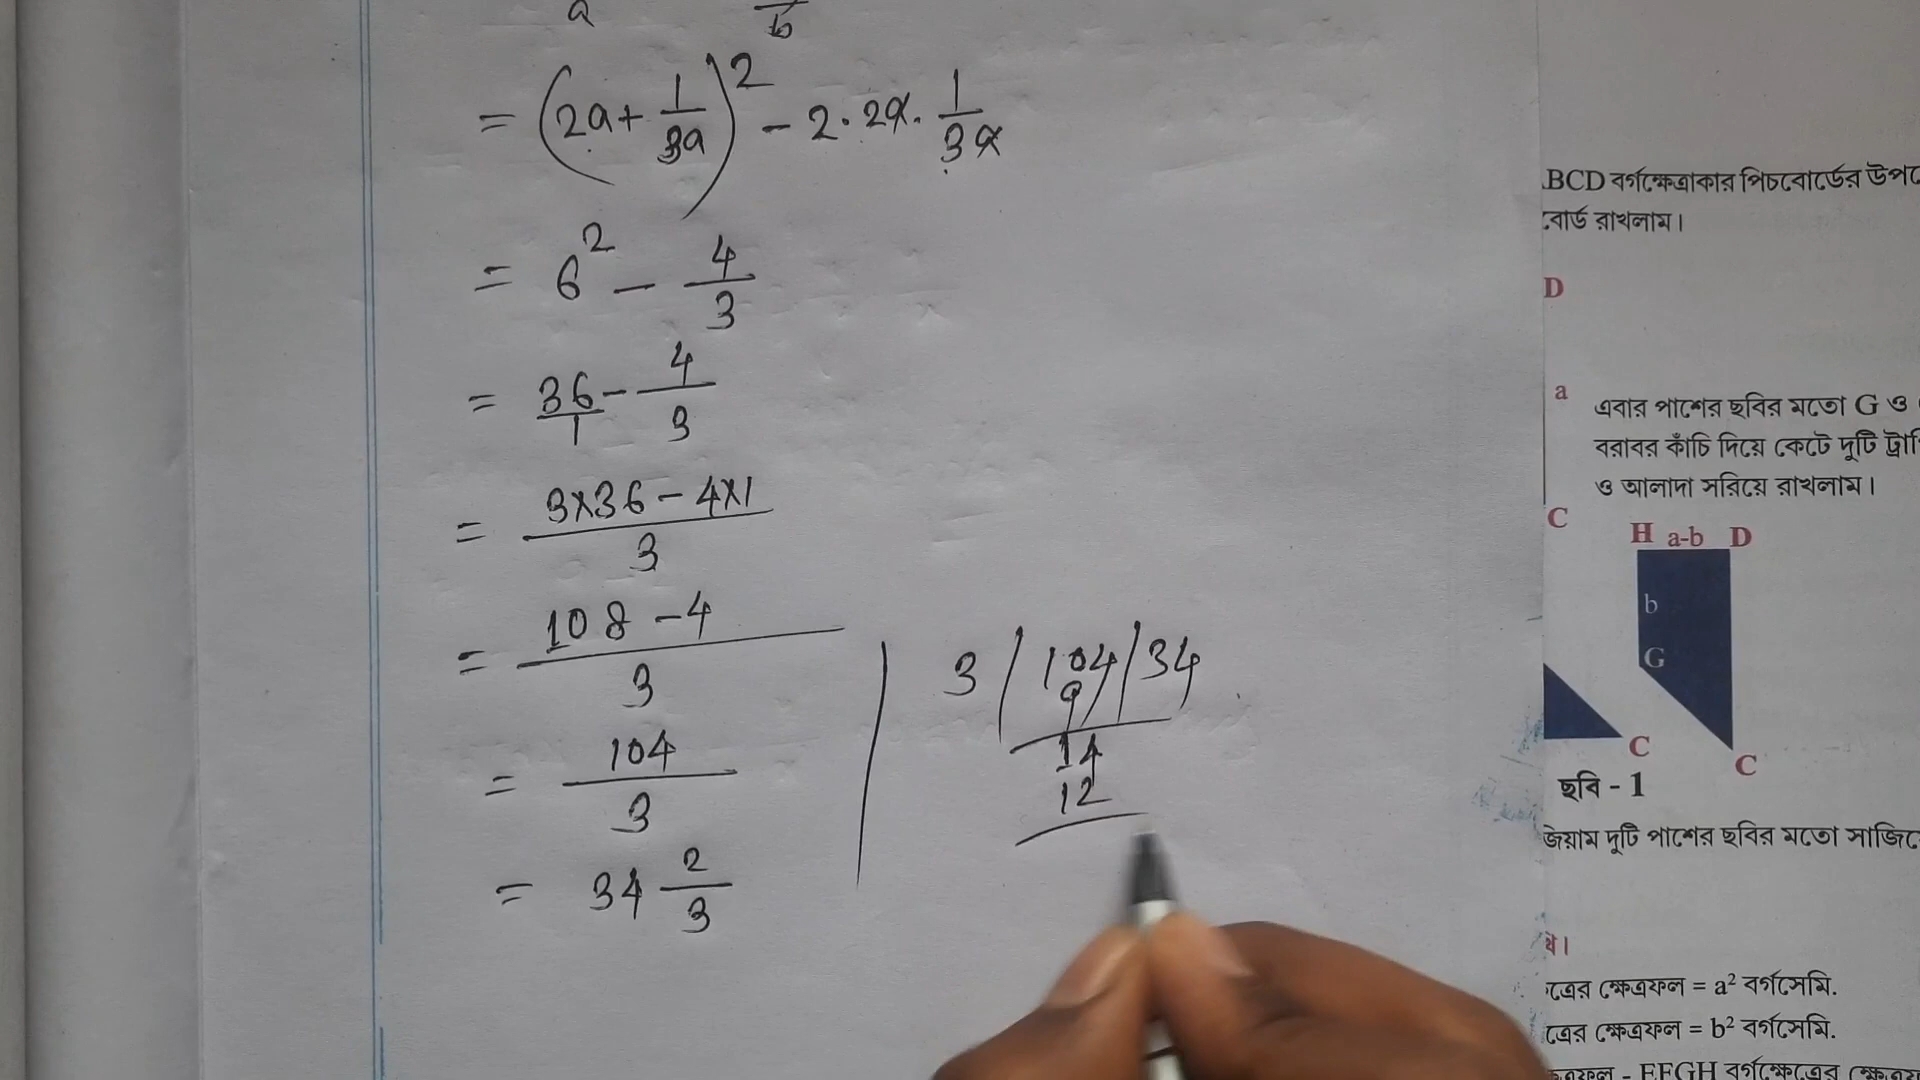 a b
= (2a + 1/3a)² - 2 · 2a · 1/3a
= 6² - 4/3
= 36/1 - 4/3
= 3×36 - 4×1 / 3
= 108 - 4 / 3
= 104/3
= 34 2/3
3 / 104 / 34
9
14
12
.BCD বর্গক্ষেত্রাকার পিচবোর্ডের
বোর্ড রাখলাম।
D
a
এবার পাশের ছবির মতো G ও
বরাবর কাঁচি দিয়ে কেটে দুটি
ও আলাদা সরিয়ে রাখলাম।
C
H a-b D
b
G
C
C
ছবি - 1
দুটি পাশের ছবির মতো
ক্ষেত্রফল = a² বর্গসেমি.
ক্ষেত্রফল = b² বর্গসেমি.
- EFGH বর্গক্ষেত্রের